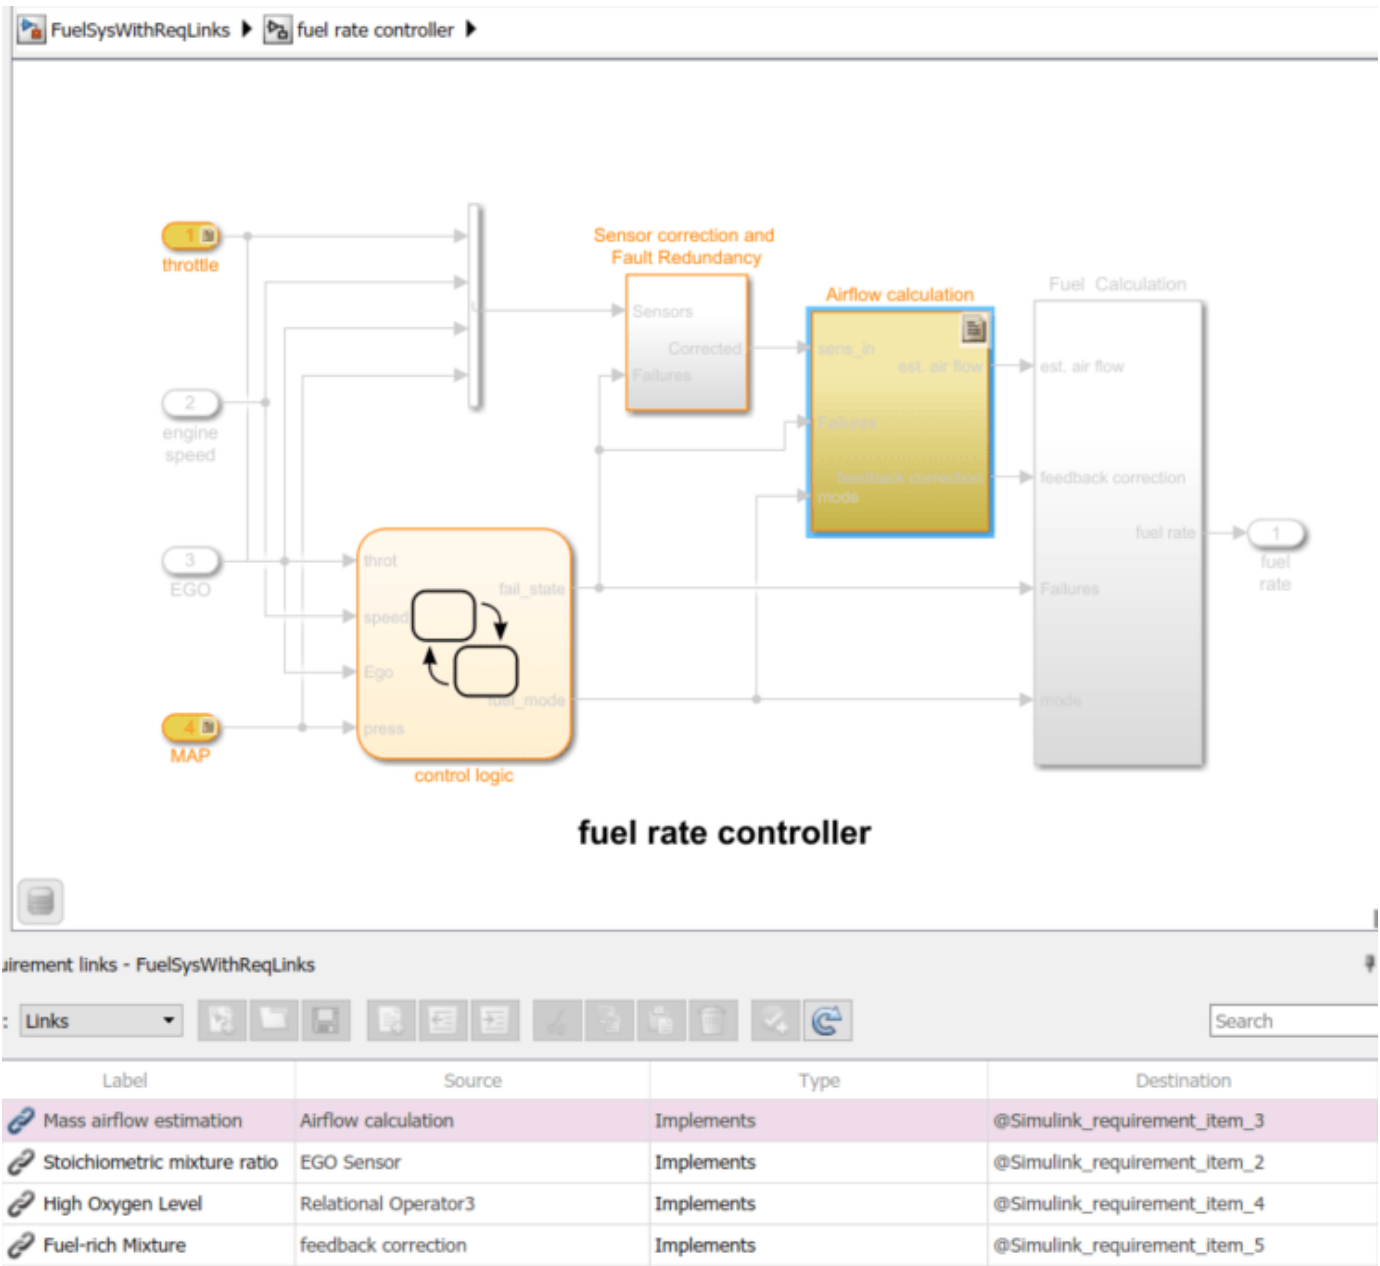 FuelSysWithReqLinks fuel rate controller
1
throttle
2
engine
speed
3
EGO
4
MAP
Sensor correction and
Fault Redundancy
Sensors
Corrected
Failures
Airflow calculation
sens_in
est. air flow
Failures
feedback correction
mode
Fuel Calculation
est. air flow
feedback correction
fuel rate
Failures
mode
1
fuel
rate
throt
fail_state
speed
Ego
fuel_mode
press
control logic
fuel rate controller
uirement links - FuelSysWithReqLinks
: Links Search
Label Source Type Destination
Mass airflow estimation Airflow calculation Implements @Simulink_requirement_item_3
Stoichiometric mixture ratio EGO Sensor Implements @Simulink_requirement_item_2
High Oxygen Level Relational Operator3 Implements @Simulink_requirement_item_4
Fuel-rich Mixture feedback correction Implements @Simulink_requirement_item_5